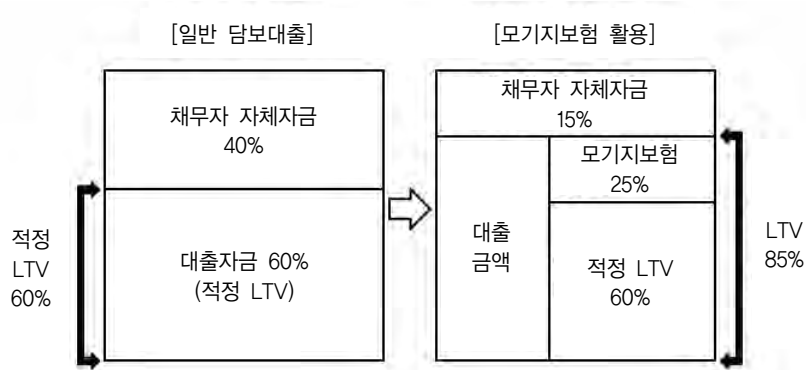 [일반 담보대출]
[모기지보험 활용]
채무자 자체자금
40%
대출자금 60%
(적정 LTV)
적정
LTV
60%
채무자 자체자금
15%
모기지보험
25%
대출
금액
적정 LTV
60%
LTV
85%